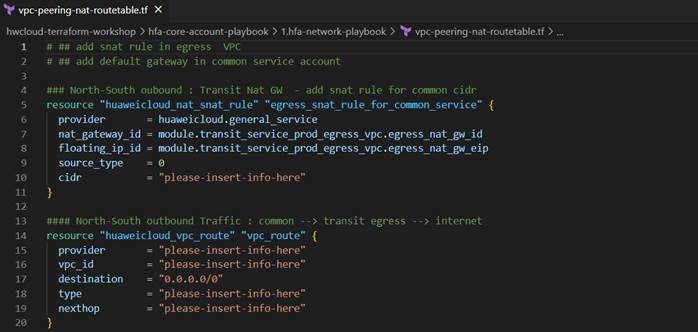 vpc-peering-nat-routetable.tf ×
hwcloud-terraform-workshop > hfa-core-account-playbook > 1.hfa-network-playbook > vpc-peering-nat-routetable.tf > ...
1 # ## add snat rule in egress  VPC
2 # ## add default gateway in common service account
3
4 ### North-South oubound : Transit Nat GW  - add snat rule for common cidr
5 resource "huaweicloud_nat_snat_rule" "egress_snat_rule_for_common_service" {
6   provider       = huaweicloud.general_service
7   nat_gateway_id = module.transit_service_prod_egress_vpc.egress_nat_gw_id
8   floating_ip_id = module.transit_service_prod_egress_vpc.egress_nat_gw_eip
9   source_type    = 0
10   cidr           = "please-insert-info-here"
11 }
12
13 #### North-South outbound Traffic : common --> transit egress --> internet
14 resource "huaweicloud_vpc_route" "vpc_route" {
15   provider       = "please-insert-info-here"
16   vpc_id         = "please-insert-info-here"
17   destination    = "0.0.0.0/0"
18   type           = "please-insert-info-here"
19   nexthop        = "please-insert-info-here"
20 }